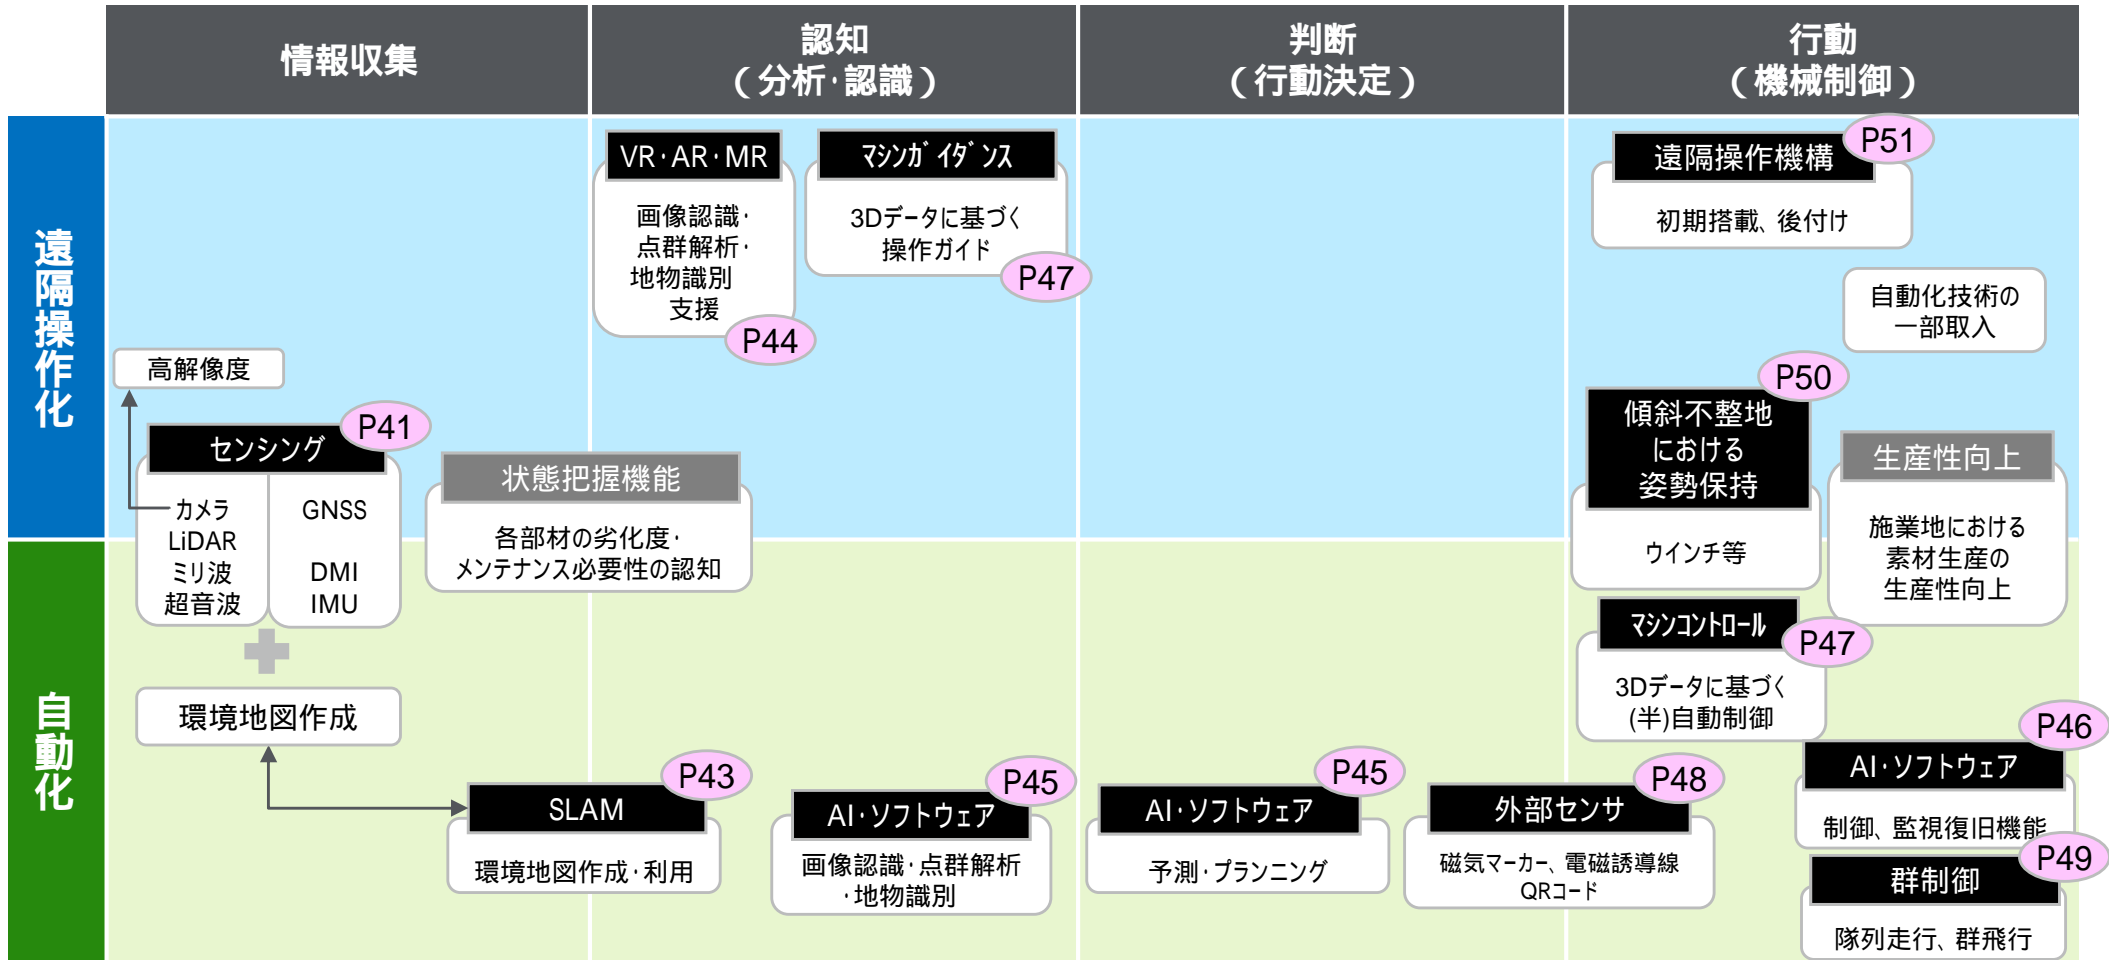 情報収集
認知
（分析・認識）
判断
（行動決定）
行動
（機械制御）
遠隔操作化
VR・AR・MR
画像認識・
点群解析・
地物識別
支援
P44
マシンガイダンス
3Dデータに基づく
操作ガイド
P47
遠隔操作機構
P51
初期搭載、後付け
自動化技術の
一部取入
高解像度
センシング
P41
カメラ
LiDAR
ミリ波
超音波
GNSS
DMI
IMU
状態把握機能
各部材の劣化度・
メンテナンス必要性の認知
P50
傾斜不整地
における
姿勢保持
ウインチ等
生産性向上
施業地における
素材生産の
生産性向上
自動化
環境地図作成
SLAM
P43
環境地図作成・利用
AI・ソフトウェア
P45
画像認識・点群解析
・地物識別
AI・ソフトウェア
P45
予測・プランニング
外部センサ
P48
磁気マーカー、電磁誘導線
QRコード
マシンコントロール
P47
3Dデータに基づく
(半)自動制御
P46
AI・ソフトウェア
制御、監視復旧機能
P49
群制御
隊列走行、群飛行